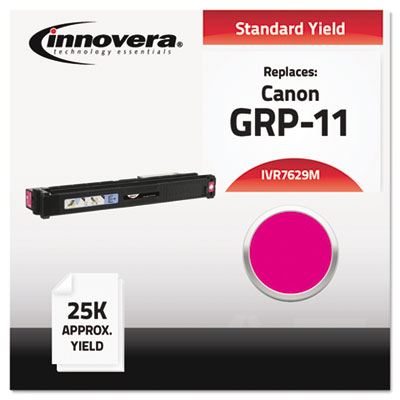 innovera
technology essentials
Standard Yield
Replaces:
Canon
GRP-11
IVR7629M
25K
APPROX.
YIELD